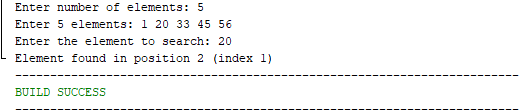 Enter number of elements: 5
Enter 5 elements: 1 20 33 45 56
Enter the element to search: 20
Element found in position 2 (index 1)
------------------------------------------------------------------------
BUILD SUCCESS
------------------------------------------------------------------------